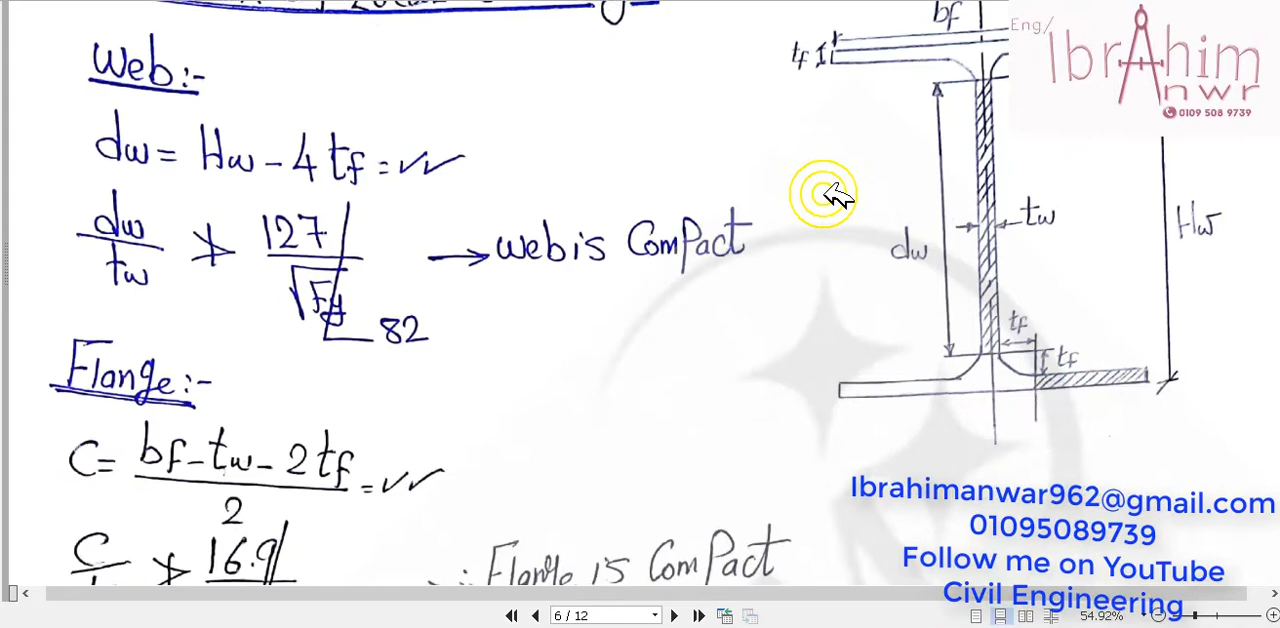 Web:-
dw = Hw - 4tf = ✓✓
dw/tw ≯ 127/√Fy → web is Compact
82
Flange:-
C = (bf - tw - 2tf)/2 = ✓✓
C ≯ 16.9/
Flange is Compact
bf
tf
dw
tw
Hw
tf
tf
Eng/
Ibrahim
Anwr
0109 508 9739
Ibrahimanwar962@gmail.com
01095089739
Follow me on YouTube
Civil Engineering
6 / 12
54.92%